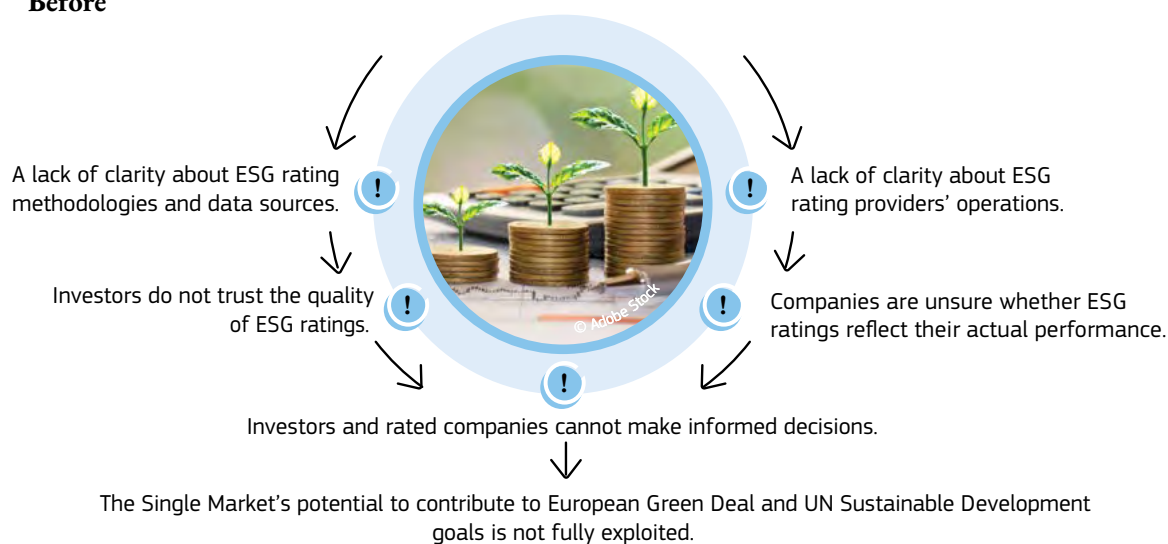 Before
A lack of clarity about ESG rating
methodologies and data sources.
A lack of clarity about ESG
rating providers’ operations.
Investors do not trust the quality
of ESG ratings.
Companies are unsure whether ESG
ratings reflect their actual performance.
© Adobe Stock
!
!
!
!
!
Investors and rated companies cannot make informed decisions.
The Single Market’s potential to contribute to European Green Deal and UN Sustainable Development
goals is not fully exploited.